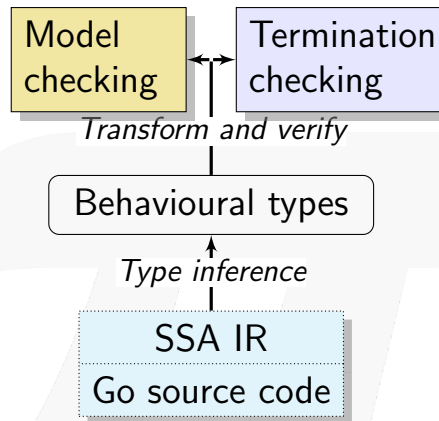 Model
checking
Termination
checking
Transform and verify
Behavioural types
Type inference
SSA IR
Go source code